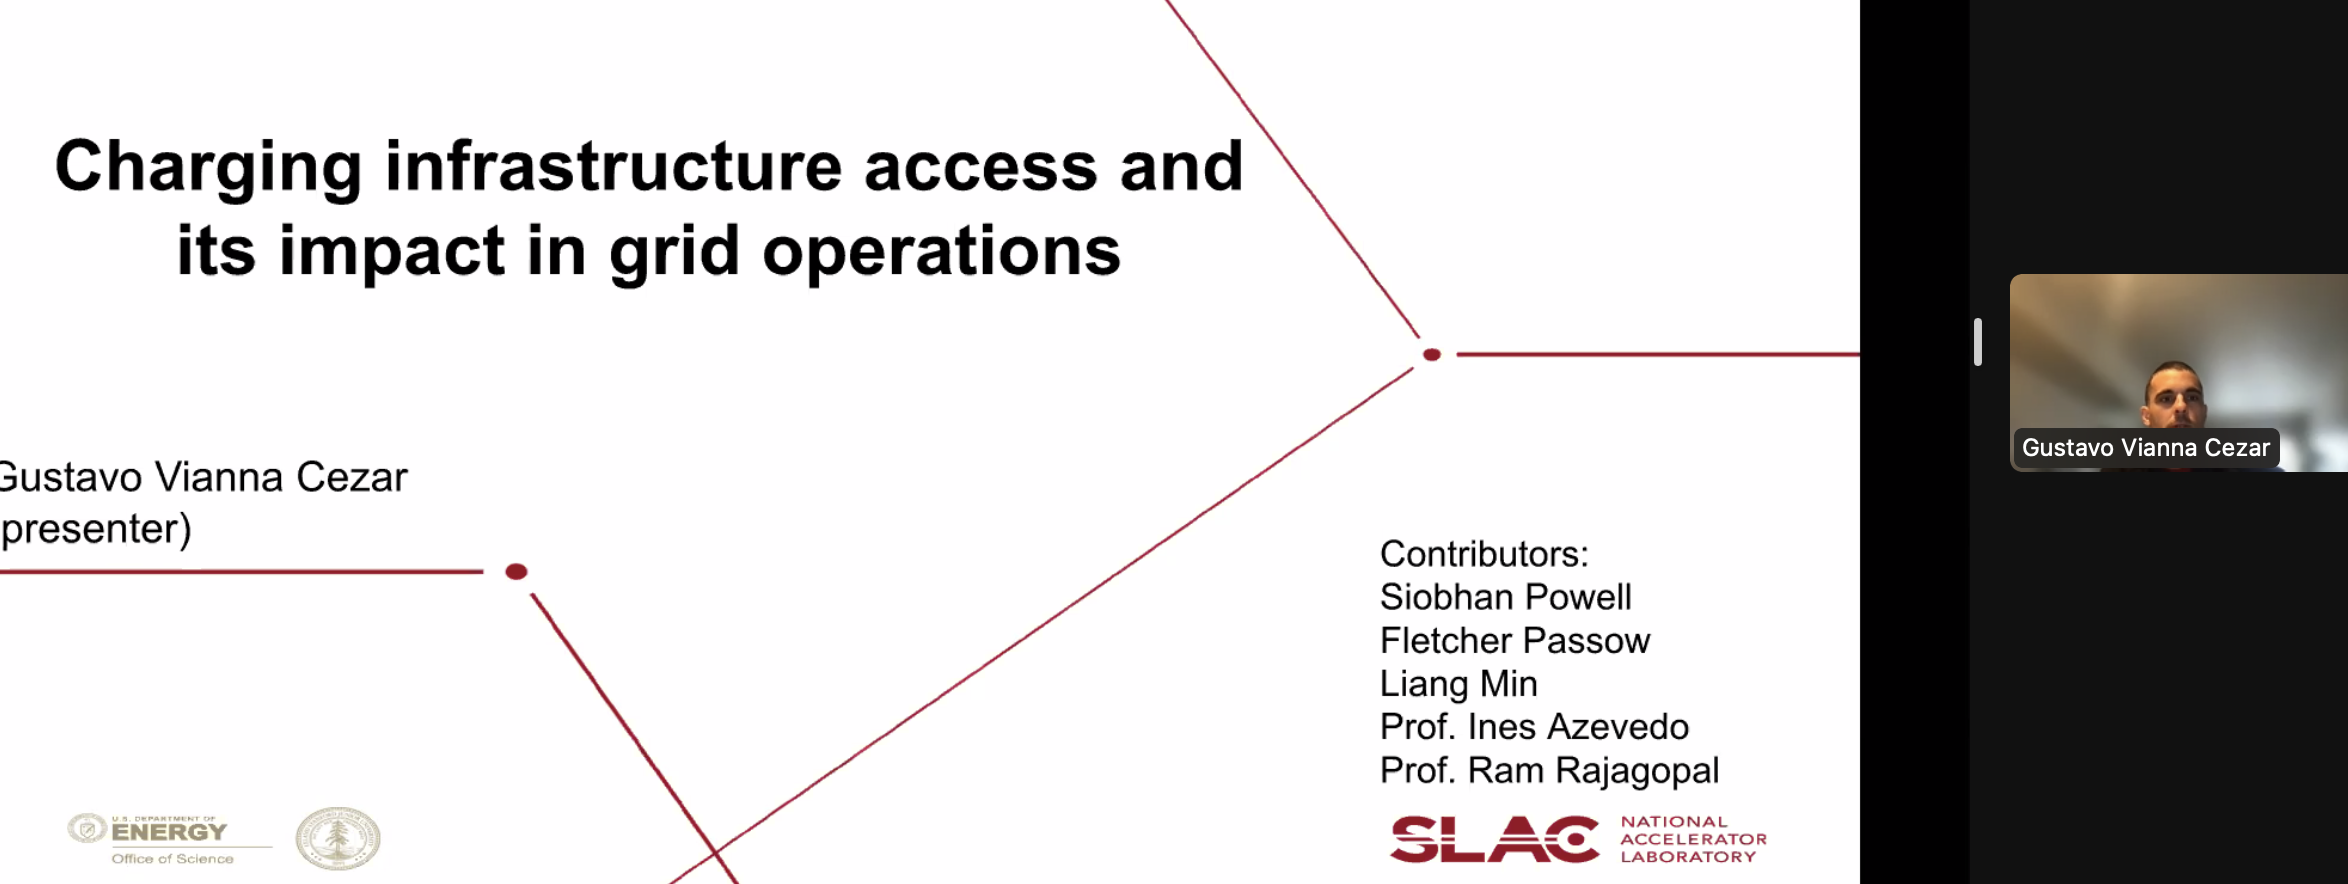 Charging infrastructure access and
its impact in grid operations
Gustavo Vianna Cezar
presenter)
Contributors:
Siobhan Powell
Fletcher Passow
Liang Min
Prof. Ines Azevedo
Prof. Ram Rajagopal
U.S. DEPARTMENT OF
ENERGY
Office of Science
SLAC
NATIONAL
ACCELERATOR
LABORATORY
Gustavo Vianna Cezar